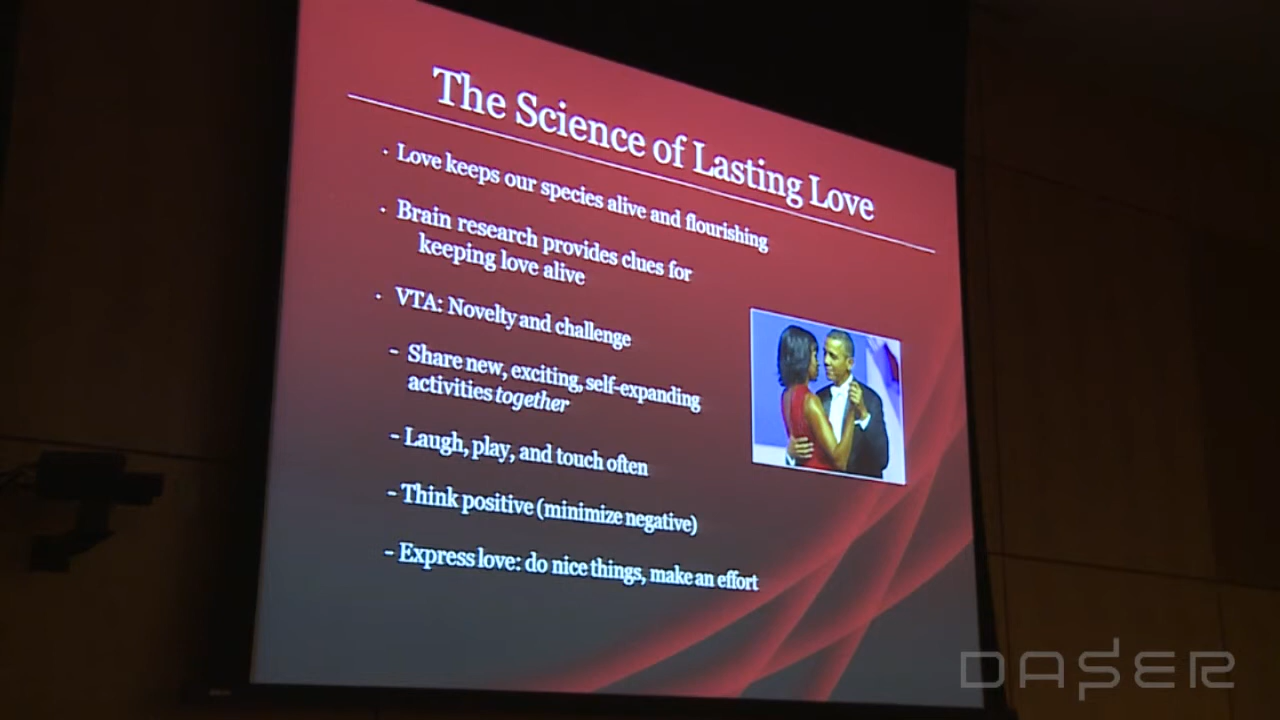 The Science of Lasting Love
· Love keeps our species alive and flourishing
· Brain research provides clues for
keeping love alive
· VTA: Novelty and challenge
- Share new, exciting, self-expanding
activities together
- Laugh, play, and touch often
- Think positive (minimize negative)
- Express love: do nice things, make an effort
DASER